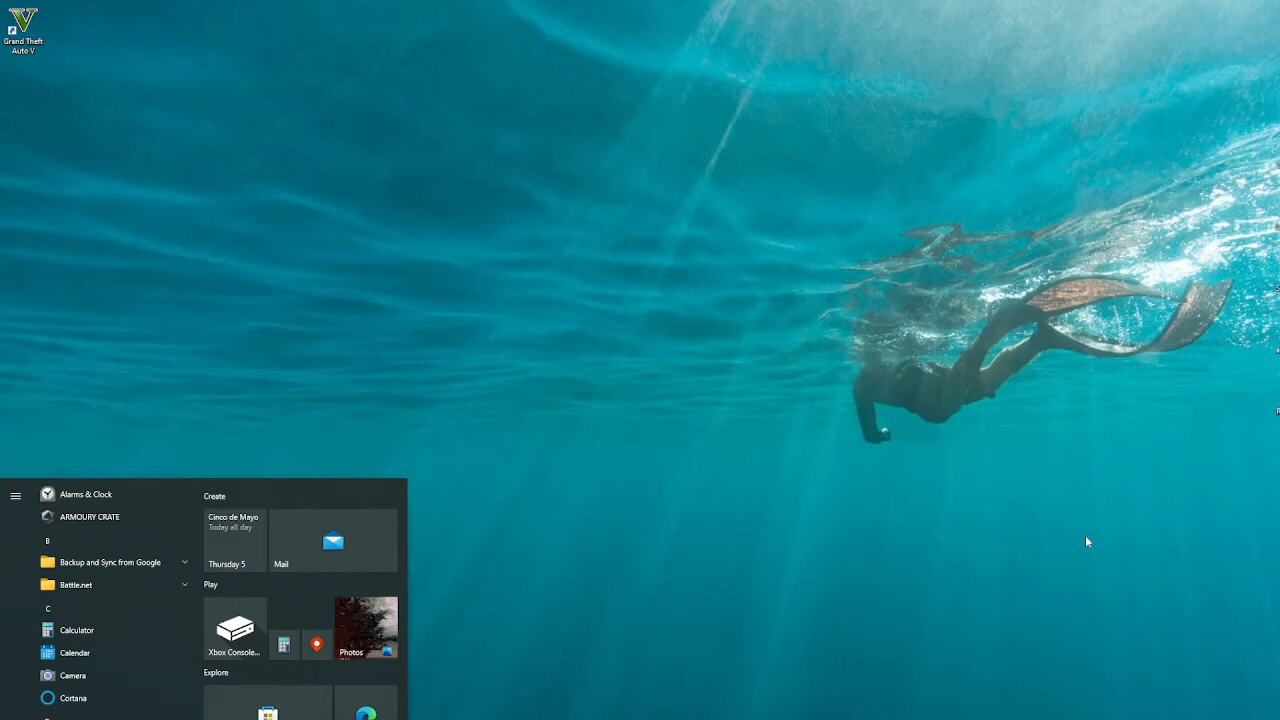 Grand Theft
Auto V
Alarms & Clock
ARMOURY CRATE
B
Backup and Sync from Google
Battle.net
C
Calculator
Calendar
Camera
Cortana
Create
Cinco de Mayo
Today all day
Thursday 5
Mail
Play
Xbox Console...
Photos
Explore